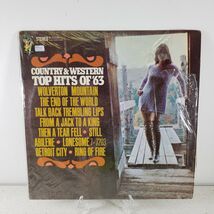 STEREO
COUNTRY & WESTERN
TOP HITS OF '63
WOLVERTON MOUNTAIN
THE END OF THE WORLD
TALK BACK TREMBLING LIPS
FROM A JACK TO A KING
THEN A TEAR FELL • STILL
ABILENE • LONESOME 7-7203
DETROIT CITY • RING OF FIRE